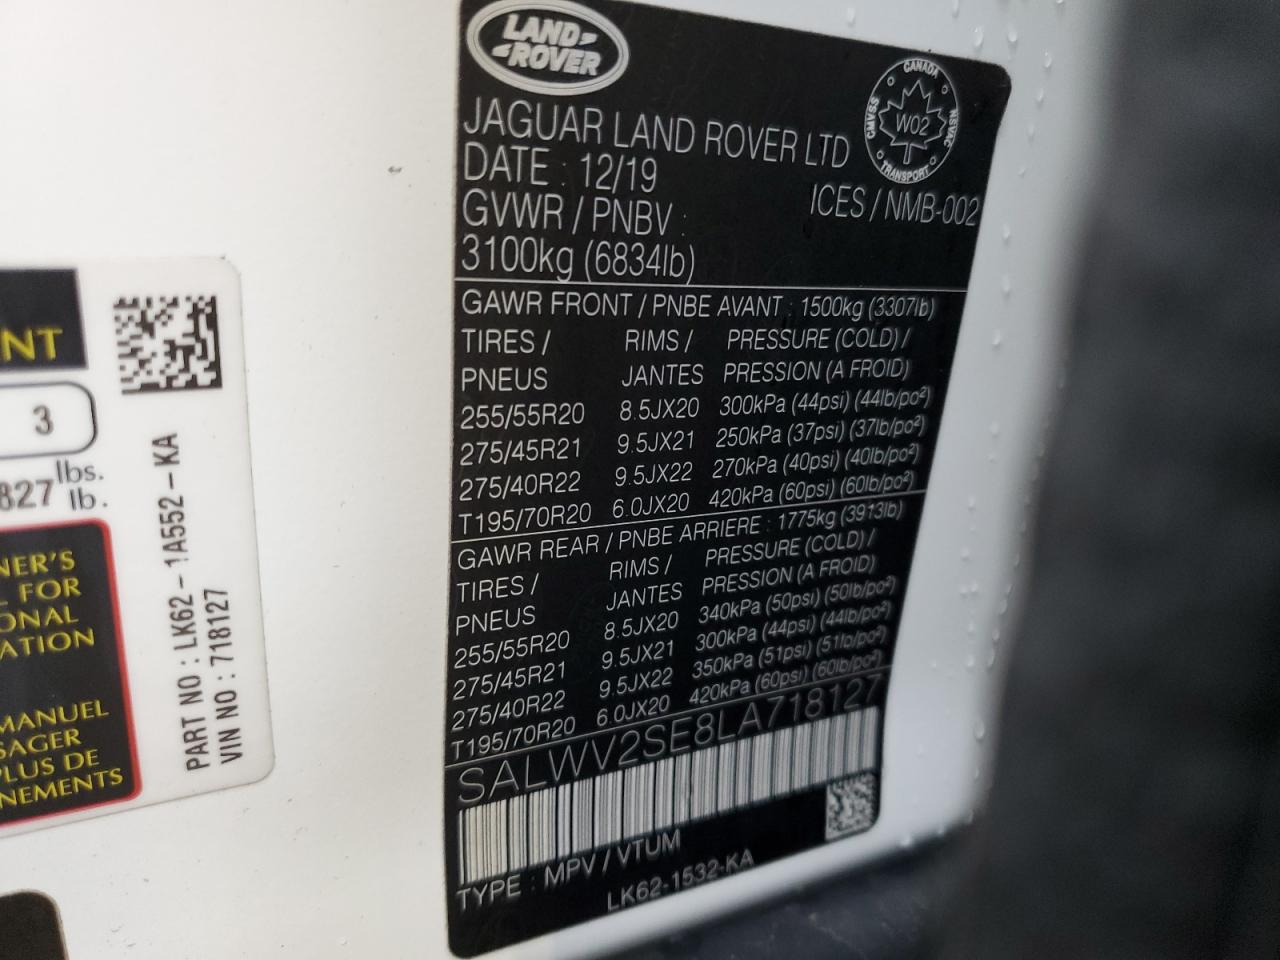 LAND
ROVER
CANADA
CMVSS
NSVAC
W02
TRANSPORT
JAGUAR LAND ROVER LTD
DATE : 12/19
ICES / NMB-002
GVWR / PNBV :
3100kg (6834lb)
GAWR FRONT / PNBE AVANT : 1500kg (3307lb)
TIRES / RIMS / PRESSURE (COLD) /
PNEUS JANTES PRESSION (A FROID)
255/55R20 8.5JX20 300kPa (44psi) (44lb/po²)
275/45R21 9.5JX21 250kPa (37psi) (37lb/po²)
275/40R22 9.5JX22 270kPa (40psi) (40lb/po²)
T195/70R20 6.0JX20 420kPa (60psi) (60lb/po²)
GAWR REAR / PNBE ARRIERE : 1775kg (3913lb)
TIRES / RIMS / PRESSURE (COLD) /
PNEUS JANTES PRESSION (A FROID)
255/55R20 8.5JX20 340kPa (50psi) (50lb/po²)
275/45R21 9.5JX21 300kPa (44psi) (44lb/po²)
275/40R22 9.5JX22 350kPa (51psi) (51lb/po²)
T195/70R20 6.0JX20 420kPa (60psi) (60lb/po²)
SALWV2SE8LA718127
TYPE : MPV / VTUM
LK62-1532-KA
NT
3
827 lbs.
lb.
NER'S
L FOR
ONAL
ATION
MANUEL
SAGER
PLUS DE
NEMENTS
PART NO : LK62-1A552-KA
VIN NO : 718127